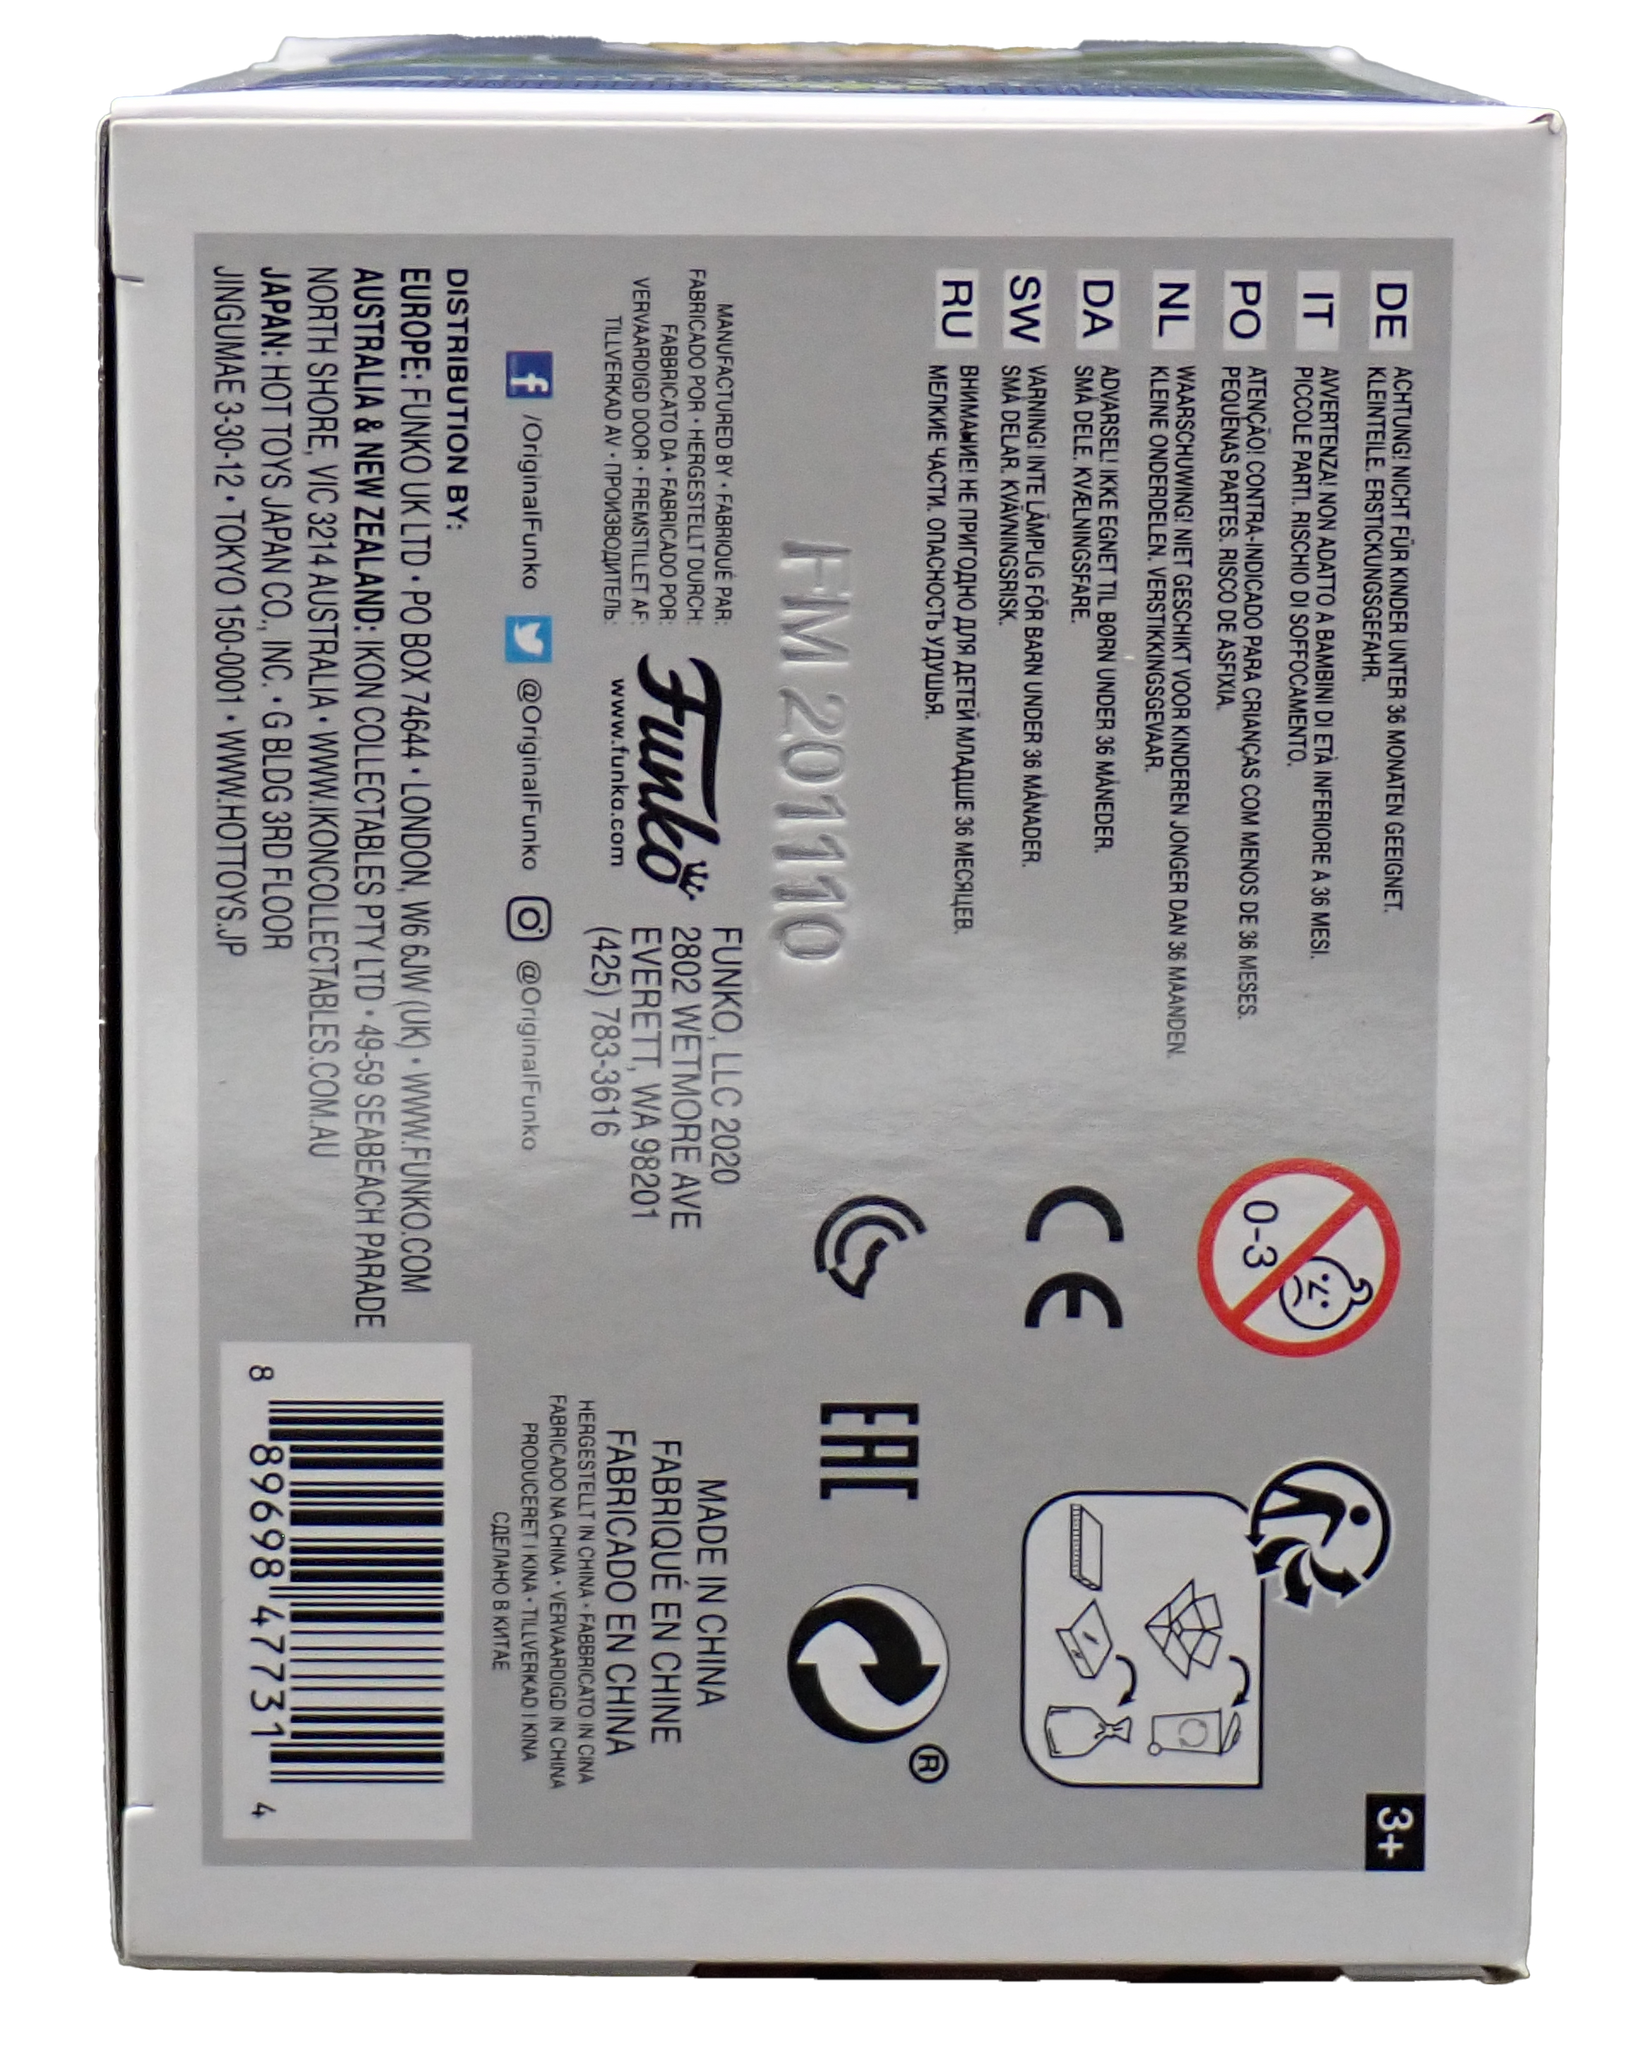 DE
ACHTUNG! NICHT FÜR KINDER UNTER 36 MONATEN GEEIGNET.
KLEINTEILE. ERSTICKUNGSGEFAHR.
IT
AVVERTENZA! NON ADATTO A BAMBINI DI ETÀ INFERIORE A 36 MESI.
PICCOLE PARTI. RISCHIO DI SOFFOCAMENTO.
PO
ATENÇÃO! CONTRA-INDICADO PARA CRIANÇAS COM MENOS DE 36 MESES.
PEQUENAS PARTES. RISCO DE ASFIXIA.
NL
WAARSCHUWING! NIET GESCHIKT VOOR KINDEREN JONGER DAN 36 MAANDEN.
KLEINE ONDERDELEN. VERSTIKKINGSGEVAAR.
DA
ADVARSEL! IKKE EGNET TIL BØRN UNDER 36 MÅNEDER.
SMÅ DELE. KVÆLNINGSFARE.
SW
VARNING! INTE LÄMPLIG FÖR BARN UNDER 36 MÅNADER.
SMÅ DELAR. KVÄVNINGSRISK.
RU
ВНИМАНИЕ! НЕ ПРИГОДНО ДЛЯ ДЕТЕЙ МЛАДШЕ 36 МЕСЯЦЕВ.
МЕЛКИЕ ЧАСТИ. ОПАСНОСТЬ УДУШЬЯ.
0-3
3+
CE
EAC
®
HM 201110
MANUFACTURED BY • FABRIQUÉ PAR:
FABRICADO POR • HERGESTELLT DURCH:
FABBRICATO DA • FABRICADO POR:
VERVAARDIGD DOOR • FREMSTILLET AF:
TILLVERKAD AV • ПРОИЗВОДИТЕЛЬ:
Funko
www.funko.com
FUNKO, LLC 2020
2802 WETMORE AVE
EVERETT, WA 98201
(425) 783-3616
MADE IN CHINA
FABRIQUÉ EN CHINE
FABRICADO EN CHINA
HERGESTELLT IN CHINA • FABBRICATO IN CINA
FABRICADO NA CHINA • VERVAARDIGD IN CHINA
PRODUCERET I KINA • TILLVERKAD I KINA
СДЕЛАНО В КИТАЕ
f /OriginalFunko @OriginalFunko @OriginalFunko
DISTRIBUTION BY:
EUROPE: FUNKO UK LTD • PO BOX 74644 • LONDON, W6 6JW (UK) • WWW.FUNKO.COM
AUSTRALIA & NEW ZEALAND: IKON COLLECTABLES PTY LTD • 49-59 SEABEACH PARADE
NORTH SHORE, VIC 3214 AUSTRALIA • WWW.IKONCOLLECTABLES.COM.AU
JAPAN: HOT TOYS JAPAN CO., INC. • G BLDG 3RD FLOOR
JINGUMAE 3-30-12 • TOKYO 150-0001 • WWW.HOTTOYS.JP
8 89698 47731 4